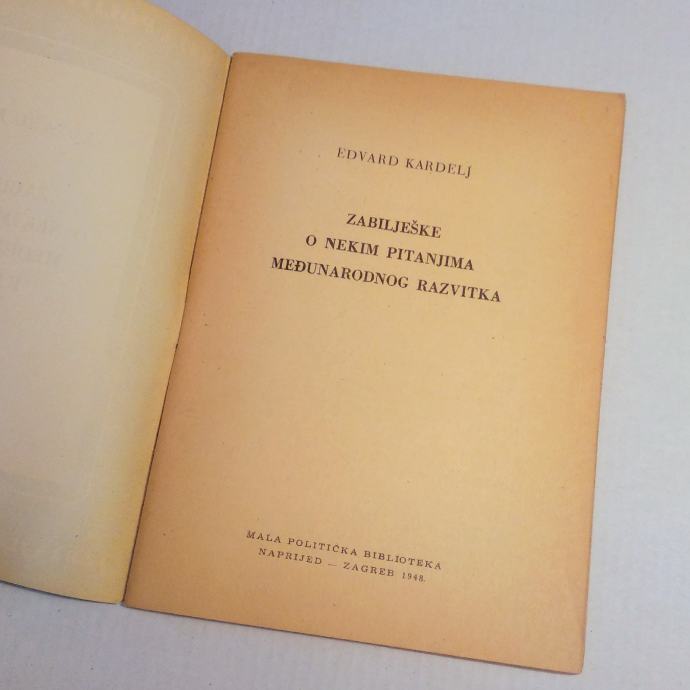 EDVARD KARDELJ
ZABILJEŠKE
O NEKIM PITANJIMA
MEĐUNARODNOG RAZVITKA
MALA POLITIČKA BIBLIOTEKA
NAPRIJED — ZAGREB 1948.